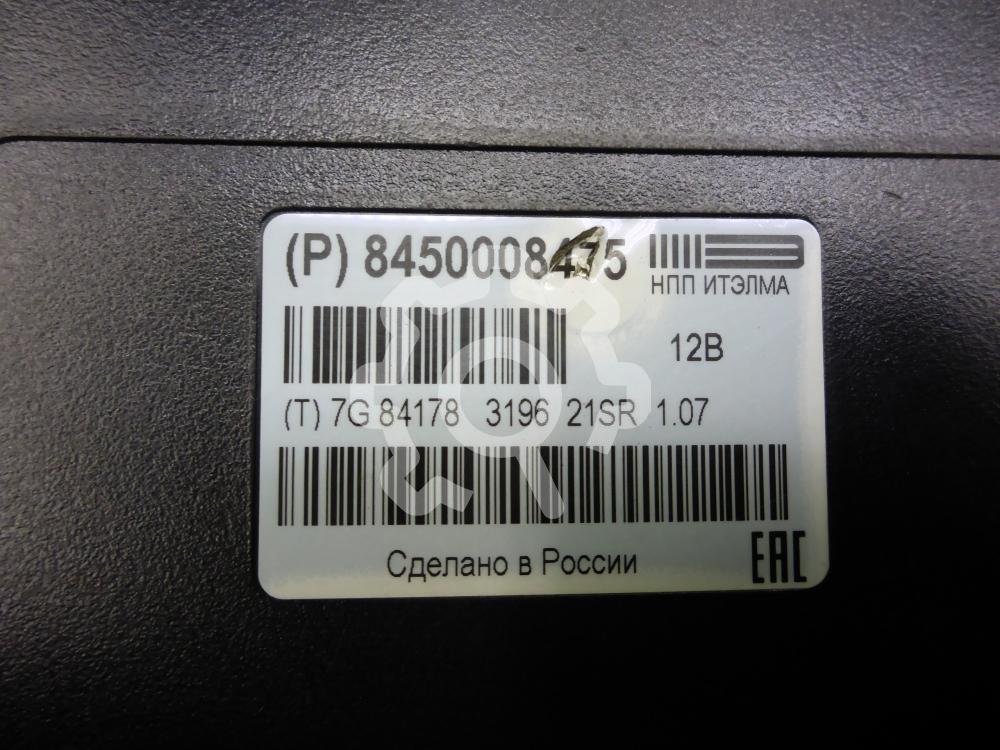 (P) 8450008475
НПП ИТЭЛМА
12В
(T) 7G 84178 3196 21SR 1.07
Сделано в России
EAC